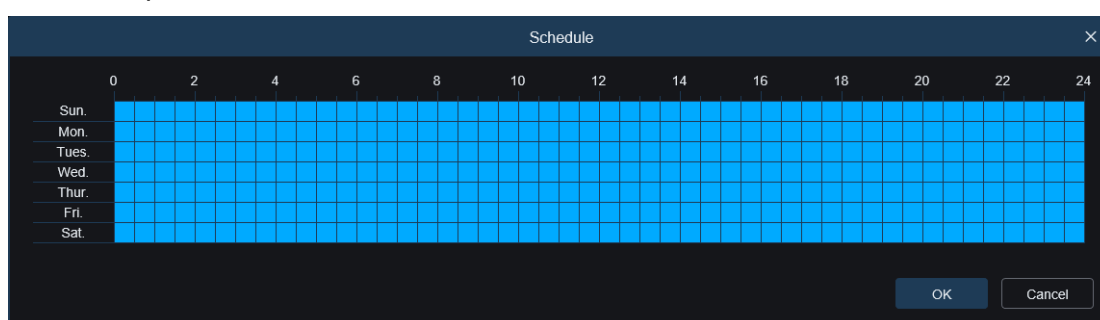 Schedule
0 2 4 6 8 10 12 14 16 18 20 22 24
Sun.
Mon.
Tues.
Wed.
Thur.
Fri.
Sat.
OK Cancel